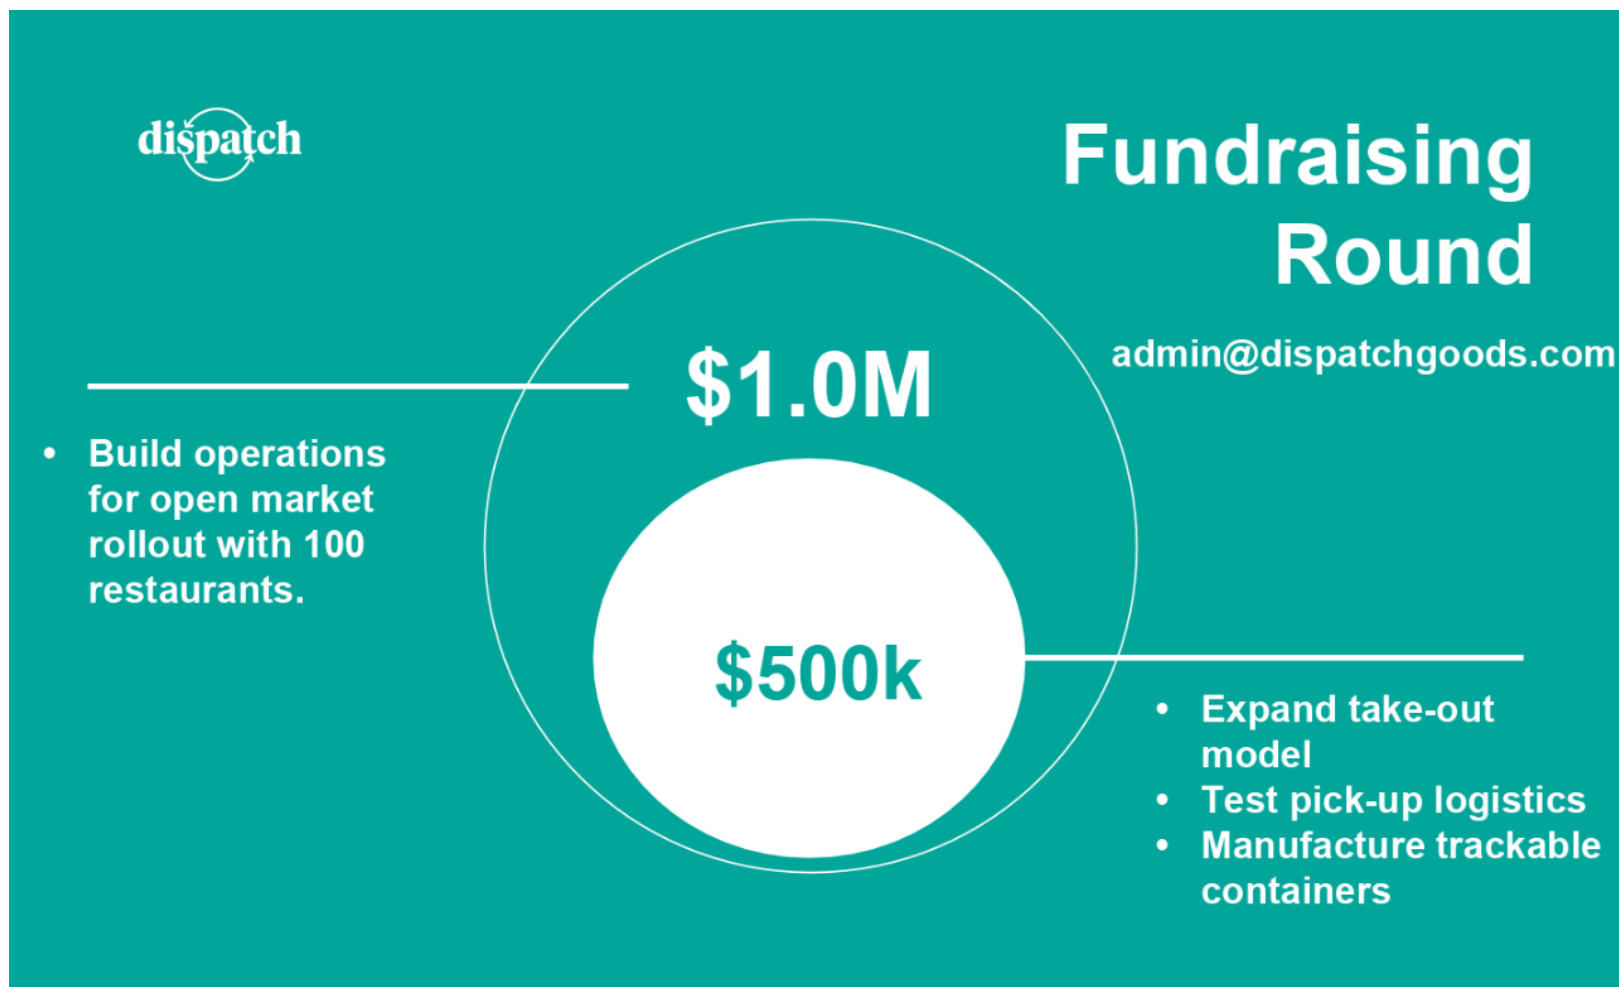 dispatch
Fundraising
Round
admin@dispatchgoods.com
$1.0M
• Build operations
for open market
rollout with 100
restaurants.
$500k
• Expand take-out
model
• Test pick-up logistics
• Manufacture trackable
containers